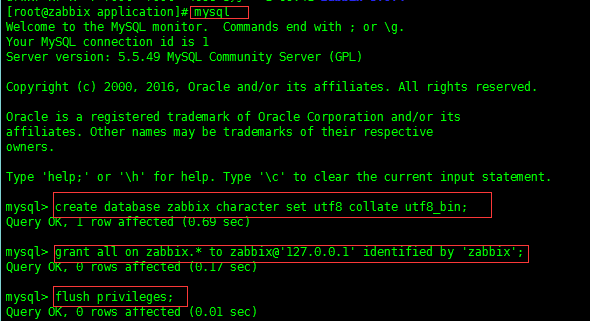 [root@zabbix application]# mysql
Welcome to the MySQL monitor.  Commands end with ; or \g.
Your MySQL connection id is 1
Server version: 5.5.49 MySQL Community Server (GPL)
Copyright (c) 2000, 2016, Oracle and/or its affiliates. All rights reserved.
Oracle is a registered trademark of Oracle Corporation and/or its
affiliates. Other names may be trademarks of their respective
owners.
Type 'help;' or '\h' for help. Type '\c' to clear the current input statement.
mysql> create database zabbix character set utf8 collate utf8_bin;
Query OK, 1 row affected (0.69 sec)
mysql> grant all on zabbix.* to zabbix@'127.0.0.1' identified by 'zabbix';
Query OK, 0 rows affected (0.17 sec)
mysql> flush privileges;
Query OK, 0 rows affected (0.01 sec)